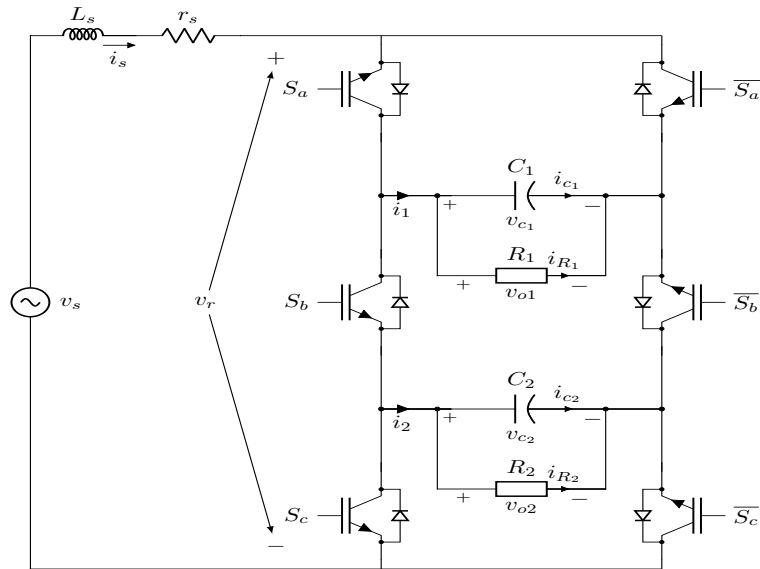 L_s
r_s
i_s
+
S_a
\overline{S_a}
C_1
i_{c_1}
i_1
+
v_{c_1}
−
R_1
i_{R_1}
+
v_{o1}
−
v_s
v_r
S_b
\overline{S_b}
C_2
i_{c_2}
i_2
+
v_{c_2}
−
R_2
i_{R_2}
+
v_{o2}
−
S_c
\overline{S_c}
−